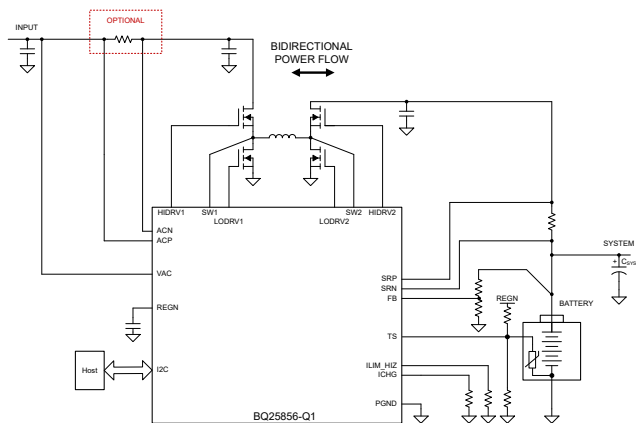 INPUT
OPTIONAL
BIDIRECTIONAL
POWER FLOW
HIDRV1
SW1
LODRV1
LODRV2
SW2
HIDRV2
ACN
ACP
VAC
REGN
I2C
Host
SRP
SRN
FB
TS
ILIM_HIZ
ICHG
PGND
SYSTEM
+ CSYS
REGN
BATTERY
BQ25856-Q1